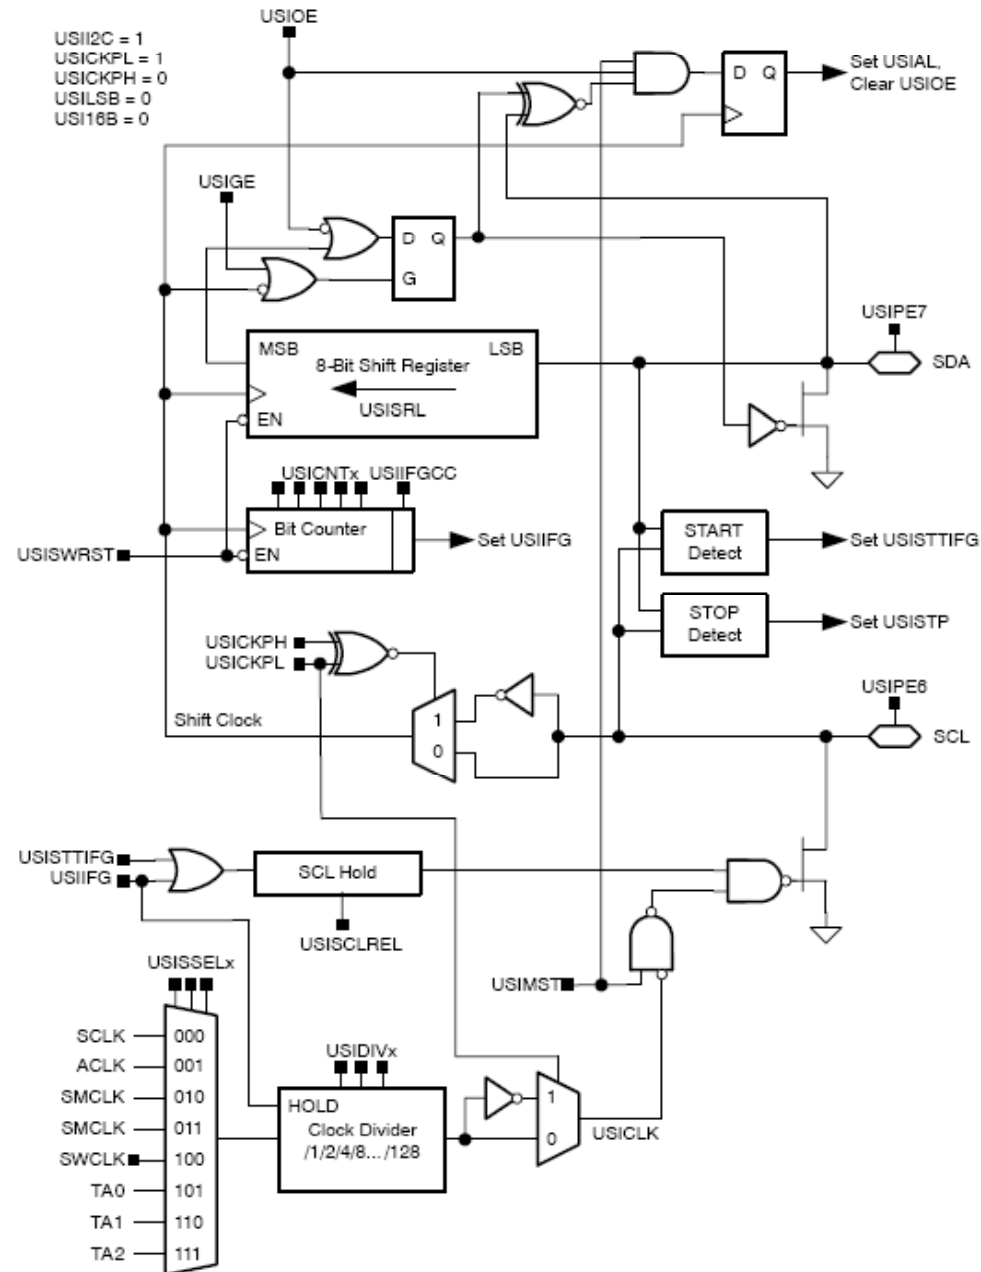 USIOE
USII2C = 1
USICKPL = 1
USICKPH = 0
USILSB = 0
USI16B = 0
D Q
Set USIAL,
Clear USIOE
USIGE
D Q
G
USIPE7
SDA
MSB
LSB
8-Bit Shift Register
USISRL
EN
USICNTx
USIIFGCC
Bit Counter
EN
Set USIIFG
USISWRST
START
Detect
Set USISTTIFG
STOP
Detect
Set USISTP
USICKPH
USICKPL
USIPE6
SCL
Shift Clock
1
0
USISTTIFG
USIIFG
SCL Hold
USISCLREL
USISSELx
USIMST
SCLK
000
ACLK
001
SMCLK
010
SMCLK
011
SWCLK
100
TA0
101
TA1
110
TA2
111
USIDIVx
HOLD
Clock Divider
/1/2/4/8... /128
1
0
USICLK